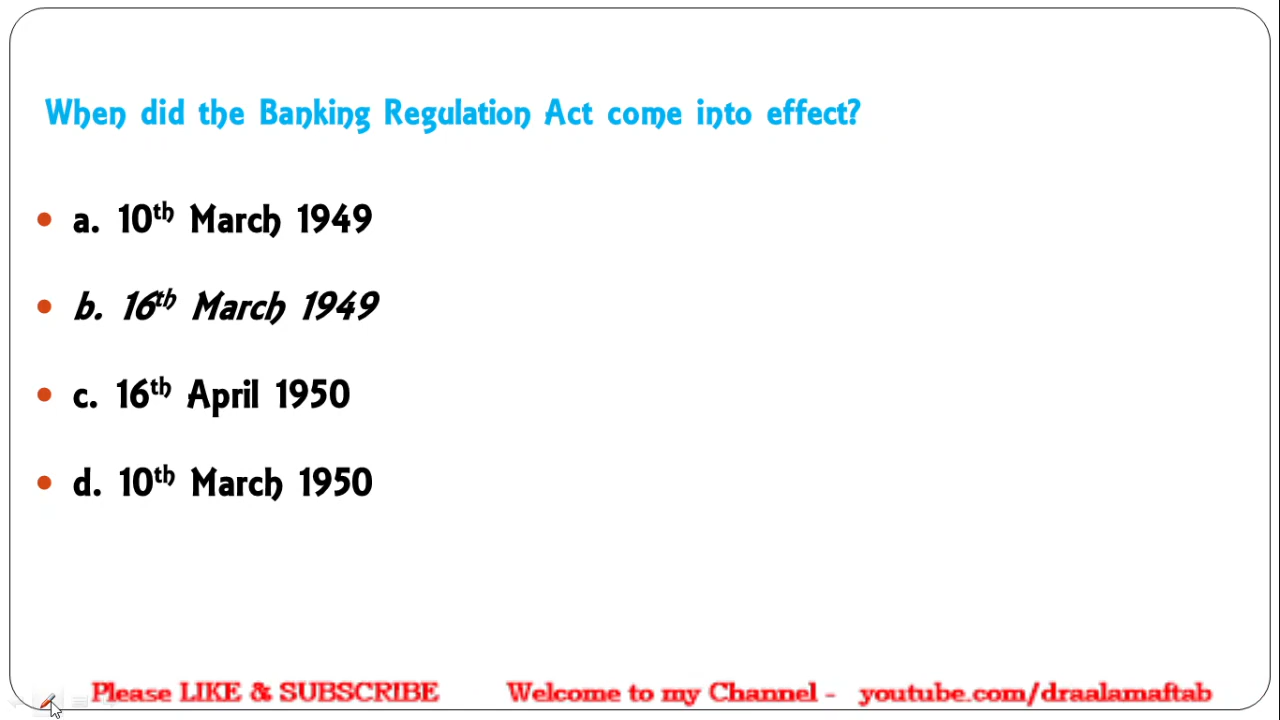 When did the Banking Regulation Act come into effect?
a. 10th March 1949
b. 16th March 1949
c. 16th April 1950
d. 10th March 1950
Please LIKE & SUBSCRIBE Welcome to my Channel - youtube.com/draalamaftab